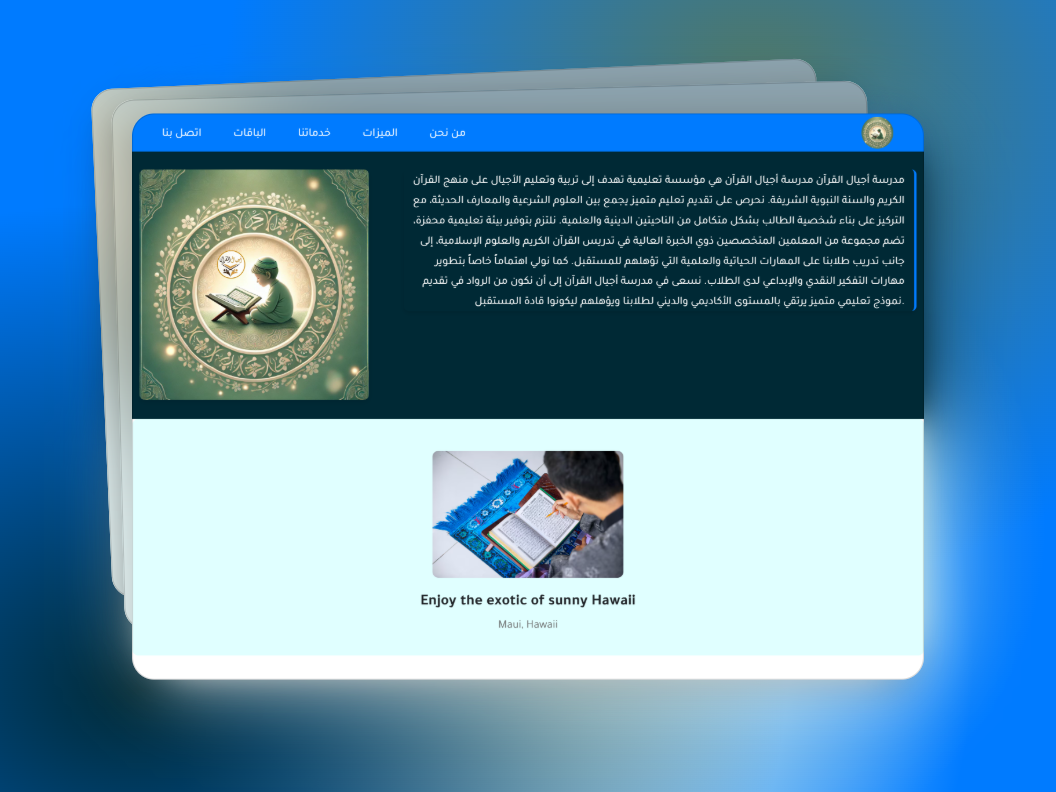 من نحن
الميزات
خدماتنا
الباقات
اتصل بنا
مدرسة أجيال القرآن مدرسة أجيال القرآن هي مؤسسة تعليمية تهدف إلى تربية وتعليم الأجيال على منهج القرآن
الكريم والسنة النبوية الشريفة. نحرص على تقديم تعليم متميز يجمع بين العلوم الشرعية والمعارف الحديثة، مع
التركيز على بناء شخصية الطالب بشكل متكامل من الناحيتين الدينية والعلمية. نلتزم بتوفير بيئة تعليمية محفزة،
تضم مجموعة من المعلمين المتخصصين ذوي الخبرة العالية في تدريس القرآن الكريم والعلوم الإسلامية، إلى
جانب تدريب طلابنا على المهارات الحياتية والعلمية التي تؤهلهم للمستقبل. كما نولي اهتماماً خاصاً بتطوير
مهارات التفكير النقدي والإبداعي لدى الطلاب. نسعى في مدرسة أجيال القرآن إلى أن نكون من الرواد في تقديم
.نموذج تعليمي متميز يرتقي بالمستوى الأكاديمي والديني لطلابنا ويؤهلهم ليكونوا قادة المستقبل
Enjoy the exotic of sunny Hawaii
Maui, Hawaii